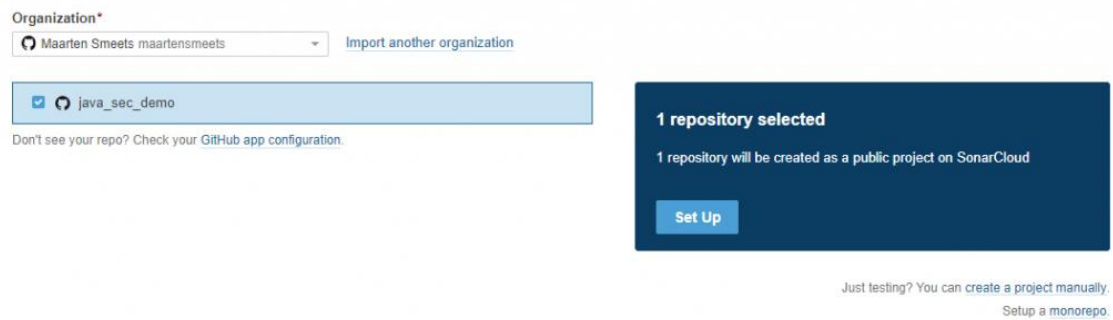 Organization*
Maarten Smeets maartensmeets
Import another organization
java_sec_demo
Don't see your repo? Check your GitHub app configuration.
1 repository selected
1 repository will be created as a public project on SonarCloud
Set Up
Just testing? You can create a project manually.
Setup a monorepo.